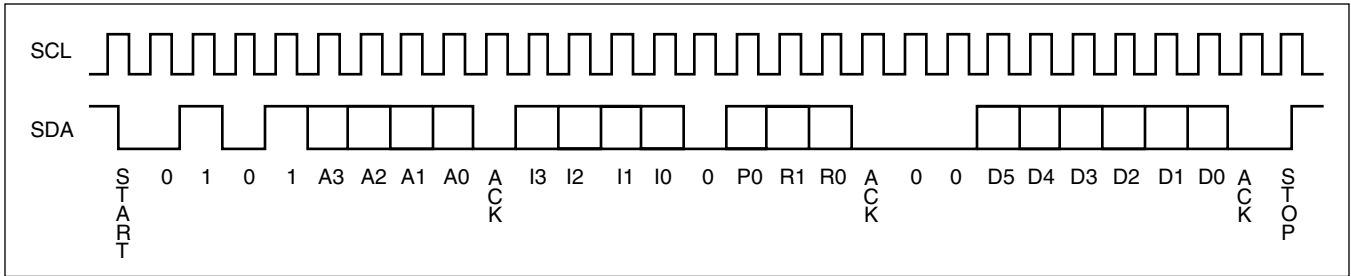 SCL
SDA
START 0 1 0 1 A3 A2 A1 A0 ACK I3 I2 I1 I0 0 P0 R1 R0 ACK 0 0 D5 D4 D3 D2 D1 D0 ACK STOP